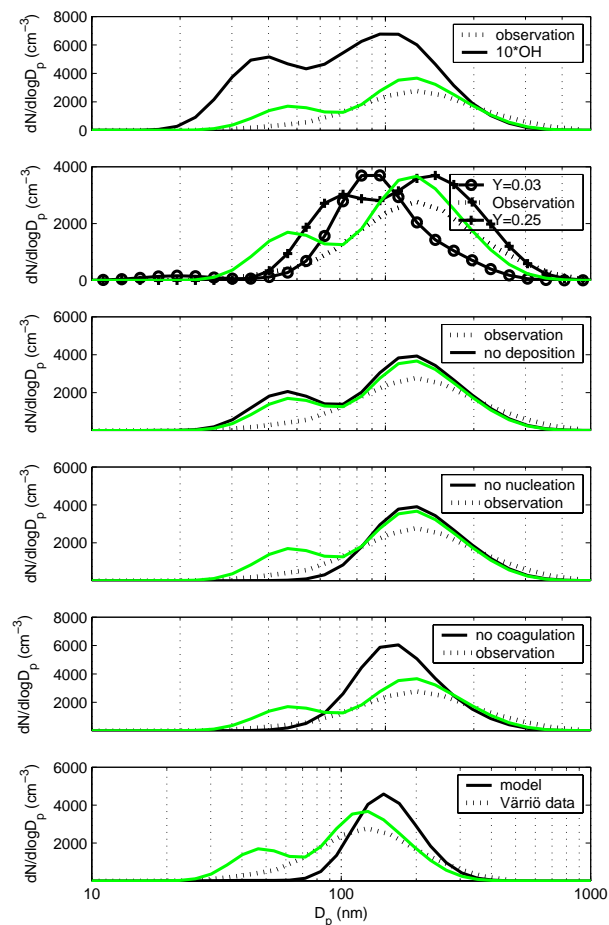 8000
6000
4000
2000
0
dN/dlogD_p (cm^−3)
observation
10*OH
4000
3000
2000
1000
0
dN/dlogD_p (cm^−3)
Y=0.03
Observation
Y=0.25
6000
4000
2000
dN/dlogD_p (cm^−3)
observation
no deposition
6000
4000
2000
dN/dlogD_p (cm^−3)
no nucleation
observation
8000
6000
4000
2000
dN/dlogD_p (cm^−3)
no coagulation
observation
6000
4000
2000
dN/dlogD_p (cm^−3)
model
Värriö data
10
100
1000
D_p (nm)